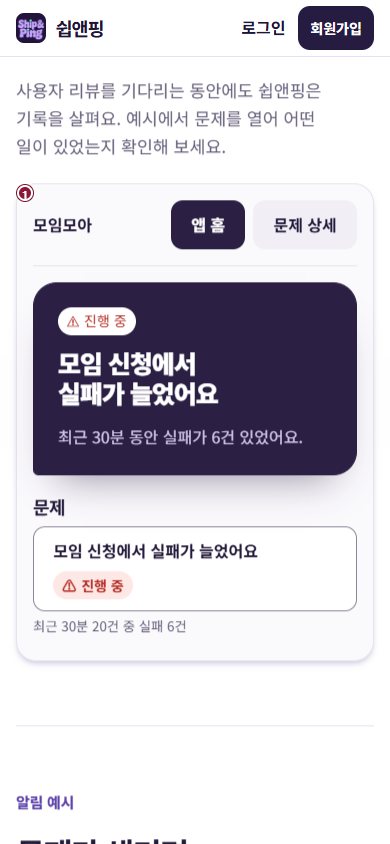 Ship&
Ping
쉽앤핑
로그인
회원가입
사용자 리뷰를 기다리는 동안에도 쉽앤핑은
기록을 살펴요. 예시에서 문제를 열어 어떤
일이 있었는지 확인해 보세요.
1
모임모아
앱 홈
문제 상세
진행 중
모임 신청에서
실패가 늘었어요
최근 30분 동안 실패가 6건 있었어요.
문제
모임 신청에서 실패가 늘었어요
진행 중
최근 30분 20건 중 실패 6건
알림 예시